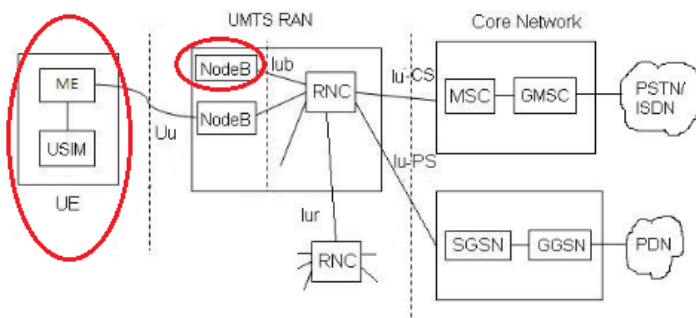 UMTS RAN
Core Network
NodeB
Iub
ME
Iu-CS
PSTN/
ISDN
RNC
MSC
GMSC
NodeB
Uu
USIM
Iu-PS
UE
Iur
SGSN
GGSN
PDN
RNC